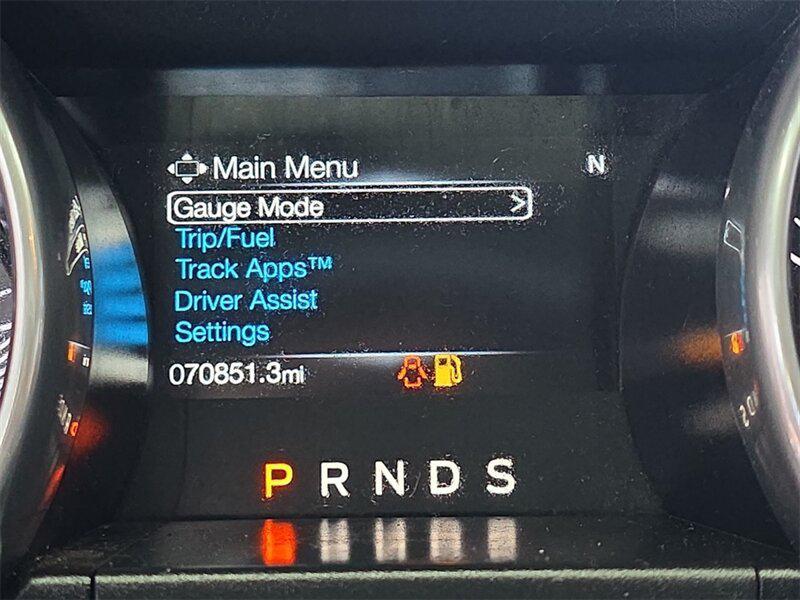 Main Menu N
Gauge Mode >
Trip/Fuel
Track Apps™
Driver Assist
Settings
070851.3mi
P R N D S